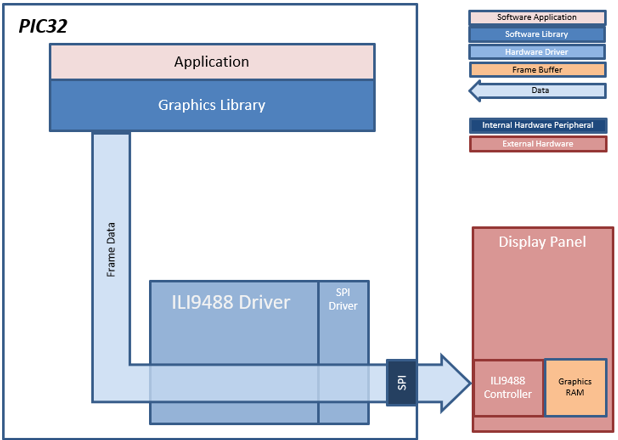 PIC32
Application
Graphics Library
Frame Data
ILI9488 Driver
SPI
Driver
SPI
Software Application
Software Library
Hardware Driver
Frame Buffer
Data
Internal Hardware Peripheral
External Hardware
Display Panel
ILI9488
Controller
Graphics
RAM